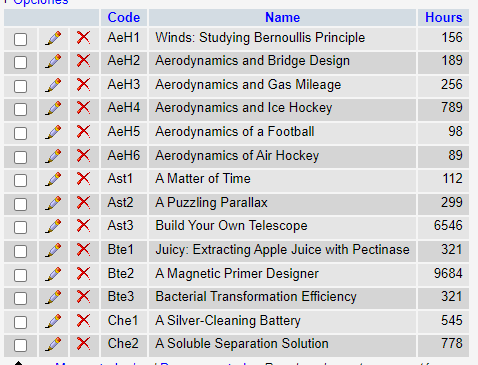 Opciones
Code Name Hours
AeH1 Winds: Studying Bernoullis Principle 156
AeH2 Aerodynamics and Bridge Design 189
AeH3 Aerodynamics and Gas Mileage 256
AeH4 Aerodynamics and Ice Hockey 789
AeH5 Aerodynamics of a Football 98
AeH6 Aerodynamics of Air Hockey 89
Ast1 A Matter of Time 112
Ast2 A Puzzling Parallax 299
Ast3 Build Your Own Telescope 6546
Bte1 Juicy: Extracting Apple Juice with Pectinase 321
Bte2 A Magnetic Primer Designer 9684
Bte3 Bacterial Transformation Efficiency 321
Che1 A Silver-Cleaning Battery 545
Che2 A Soluble Separation Solution 778